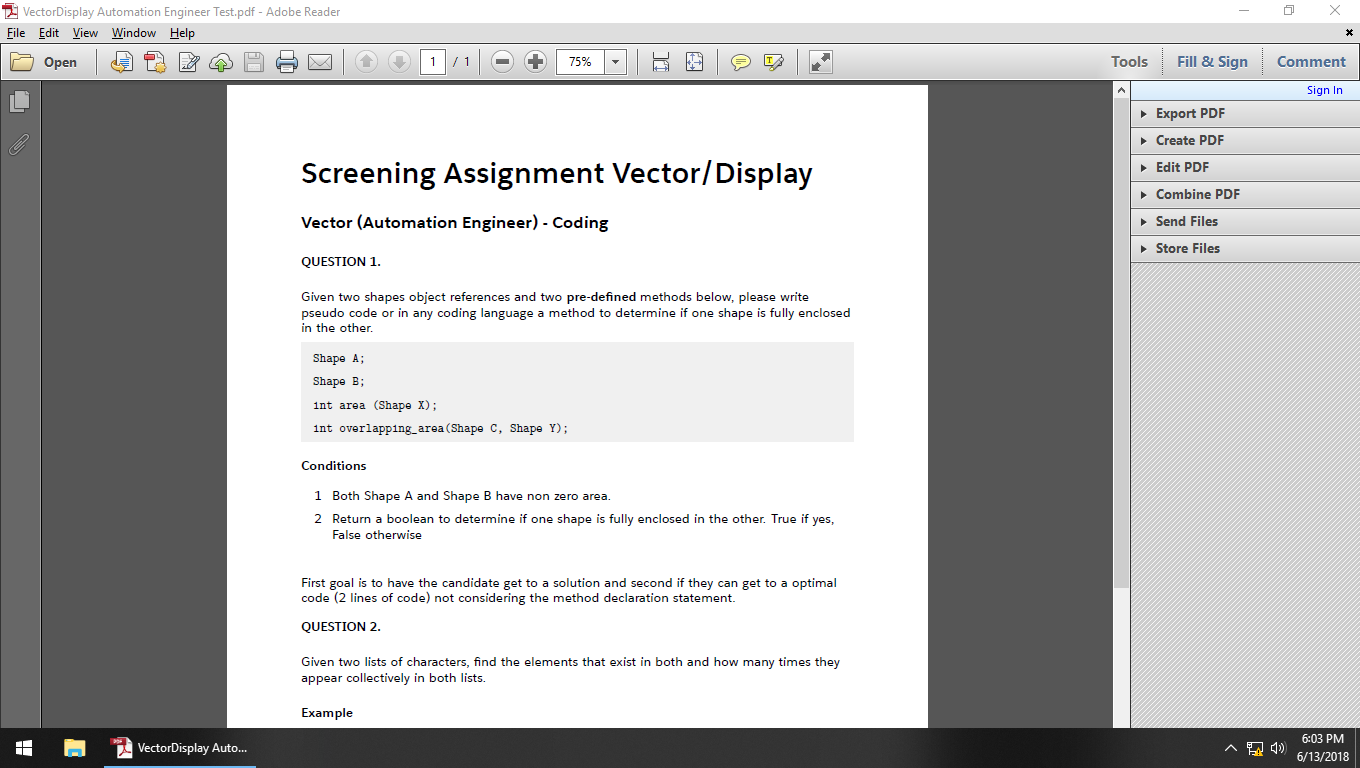 VectorDisplay Automation Engineer Test.pdf - Adobe Reader
File Edit View Window Help
Open 1 / 1 75% Tools Fill & Sign Comment
Sign In
Export PDF
Create PDF
Edit PDF
Combine PDF
Send Files
Store Files
Screening Assignment Vector/Display
Vector (Automation Engineer) - Coding
QUESTION 1.
Given two shapes object references and two pre-defined methods below, please write
pseudo code or in any coding language a method to determine if one shape is fully enclosed
in the other.
Shape A;
Shape B;
int area (Shape X);
int overlapping_area(Shape C, Shape Y);
Conditions
1 Both Shape A and Shape B have non zero area.
2 Return a boolean to determine if one shape is fully enclosed in the other. True if yes,
False otherwise
First goal is to have the candidate get to a solution and second if they can get to a optimal
code (2 lines of code) not considering the method declaration statement.
QUESTION 2.
Given two lists of characters, find the elements that exist in both and how many times they
appear collectively in both lists.
Example
VectorDisplay Auto...
6:03 PM
6/13/2018